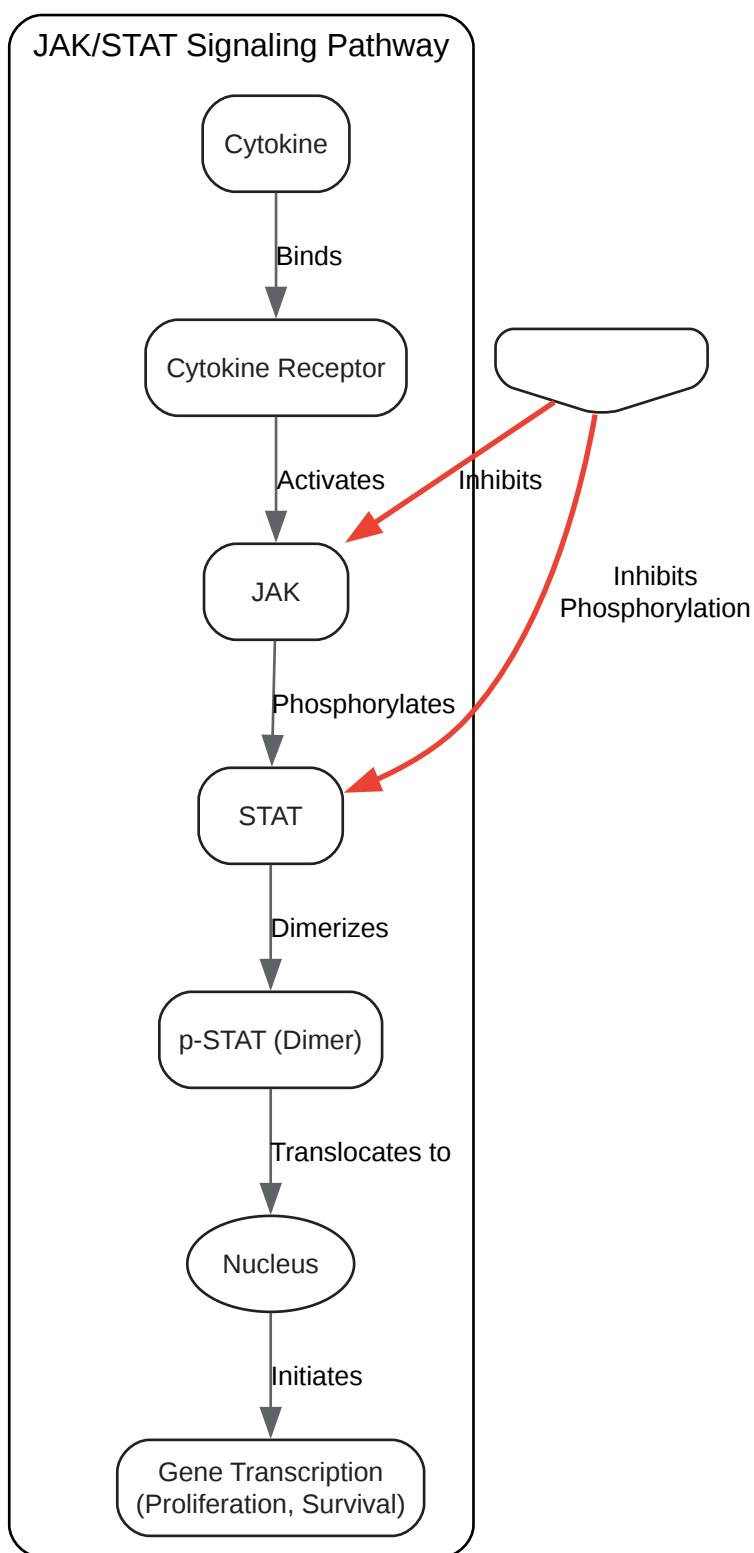 JAK/STAT Signaling Pathway
Cytokine
Binds
Cytokine Receptor
Activates
Inhibits
JAK
Inhibits
Phosphorylation
Phosphorylates
STAT
Dimerizes
p-STAT (Dimer)
Translocates to
Nucleus
Initiates
Gene Transcription
(Proliferation, Survival)